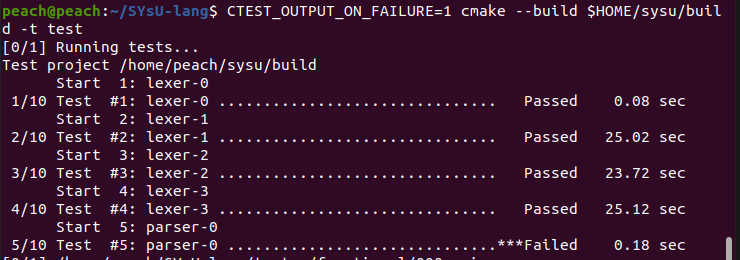 peach@peach:~/SYsU-lang$ CTEST_OUTPUT_ON_FAILURE=1 cmake --build $HOME/sysu/buil
d -t test
[0/1] Running tests...
Test project /home/peach/sysu/build
      Start  1: lexer-0
 1/10 Test  #1: lexer-0 ................................   Passed    0.08 sec
      Start  2: lexer-1
 2/10 Test  #2: lexer-1 ................................   Passed   25.02 sec
      Start  3: lexer-2
 3/10 Test  #3: lexer-2 ................................   Passed   23.72 sec
      Start  4: lexer-3
 4/10 Test  #4: lexer-3 ................................   Passed   25.12 sec
      Start  5: parser-0
 5/10 Test  #5: parser-0 ...............................***Failed    0.18 sec